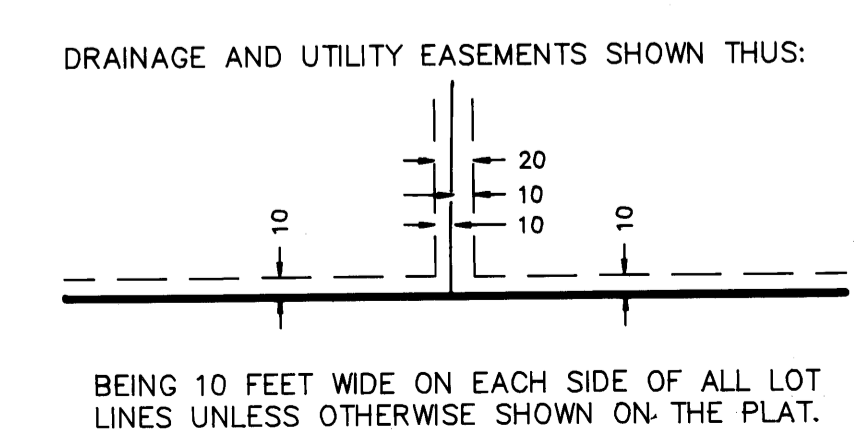 DRAINAGE AND UTILITY EASEMENTS SHOWN THUS:
20
10
10
10
10
BEING 10 FEET WIDE ON EACH SIDE OF ALL LOT
LINES UNLESS OTHERWISE SHOWN ON THE PLAT.